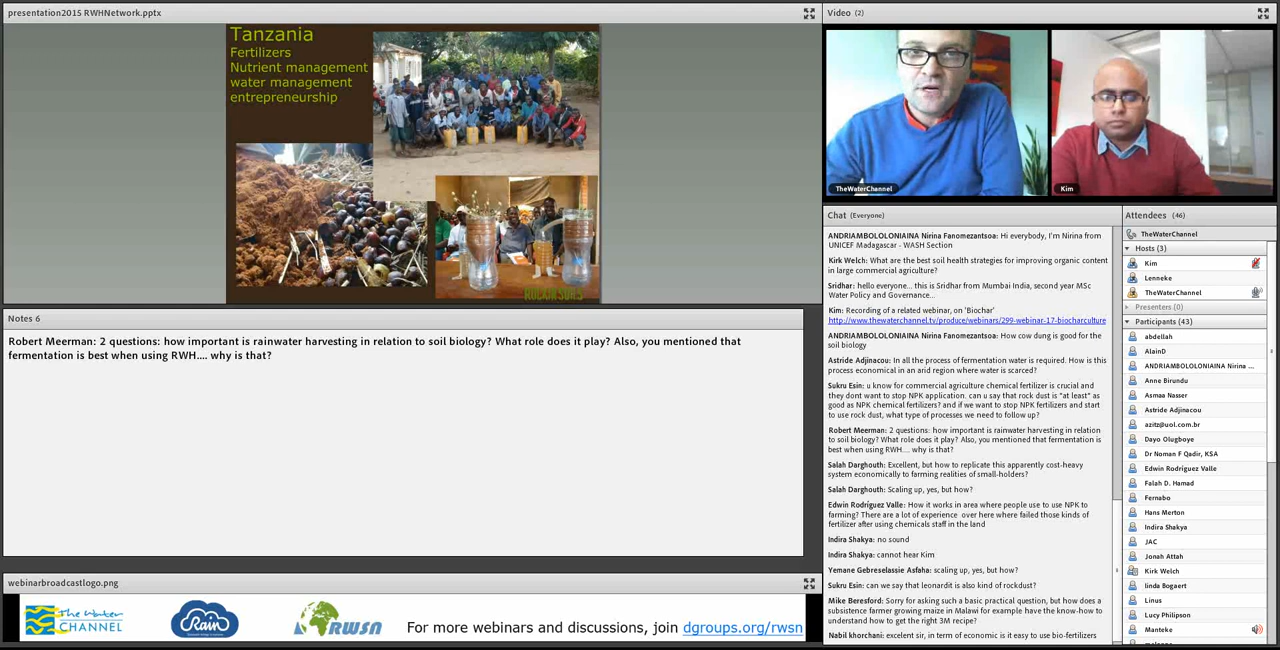 presentation2015 RWHNetwork.pptx
Tanzania
Fertilizers
Nutrient management
water management
entrepreneurship
ROCKINSOILS
Notes 6
Robert Meerman: 2 questions: how important is rainwater harvesting in relation to soil biology? What role does it play? Also, you mentioned that
fermentation is best when using RWH.... why is that?
webinarbroadcastlogo.png
The Water
CHANNEL
Rain
RWSN
For more webinars and discussions, join dgroups.org/rwsn
Video (2)
TheWaterChannel
Kim
Chat (Everyone)
ANDRIAMBOLOLONIAINA Nirina Fanomezantsoa: Hi everybody, I'm Nirina from
UNICEF Madagascar - WASH Section
Kirk Welch: What are the best soil health strategies for improving organic content
in large commercial agriculture?
Sridhar: hello everyone... this is Sridhar from Mumbai India, second year MSc
Water Policy and Governance...
Kim: Recording of a related webinar, on 'Biochar'
http://www.thewaterchannel.tv/produce/webinars/299-webinar-17-biocharculture
ANDRIAMBOLOLONIAINA Nirina Fanomezantsoa: How cow dung is good for the
soil biology
Astride Adjinacou: In all the process of fermentation water is required. How is this
process economical in an arid region where water is scarced?
Sukru Esin: u know for commercial agriculture chemical fertilizer is crucial and
they dont want to stop NPK application. can u say that rock dust is "at least" as
good as NPK chemical fertilizers? and if we want to stop NPK fertilizers and start
to use rock dust, what type of processes we need to follow up?
Robert Meerman: 2 questions: how important is rainwater harvesting in relation
to soil biology? What role does it play? Also, you mentioned that fermentation is
best when using RWH.... why is that?
Salah Darghouth: Excellent, but how to replicate this apparently cost-heavy
system economically to farming realities of small-holders?
Salah Darghouth: Scaling up, yes, but how?
Edwin Rodríguez Valle: How it works in area where people use to use NPK to
farming? There are a lot of experience over here where failed those kinds of
fertilizer after using chemicals staff in the land
Indira Shakya: no sound
Indira Shakya: cannot hear Kim
Yemane Gebreselassie Asfaha: scaling up, yes, but how?
Sukru Esin: can we say that leonardit is also kind of rockdust?
Mike Beresford: Sorry for asking such a basic practical question, but how does a
subsistence farmer growing maize in Malawi for example have the know-how to
understand how to get the right 3M recipe?
Nabil khorchani: excelent sir, in term of economic is it easy to use bio-fertilizers
Attendees (46)
TheWaterChannel
Hosts (3)
Kim
Lenneke
TheWaterChannel
Presenters (0)
Participants (43)
abdellah
AlainD
ANDRIAMBOLOLONIAINA Nirina ...
Anne Birundu
Asmaa Nasser
Astride Adjinacou
azitz@uol.com.br
Dayo Olugboye
Dr Noman F Qadir, KSA
Edwin Rodríguez Valle
Falah D. Hamad
Fernabo
Hans Merton
Indira Shakya
JAC
Jonah Attah
Kirk Welch
linda Bogaert
Linus
Lucy Philipson
Manteke